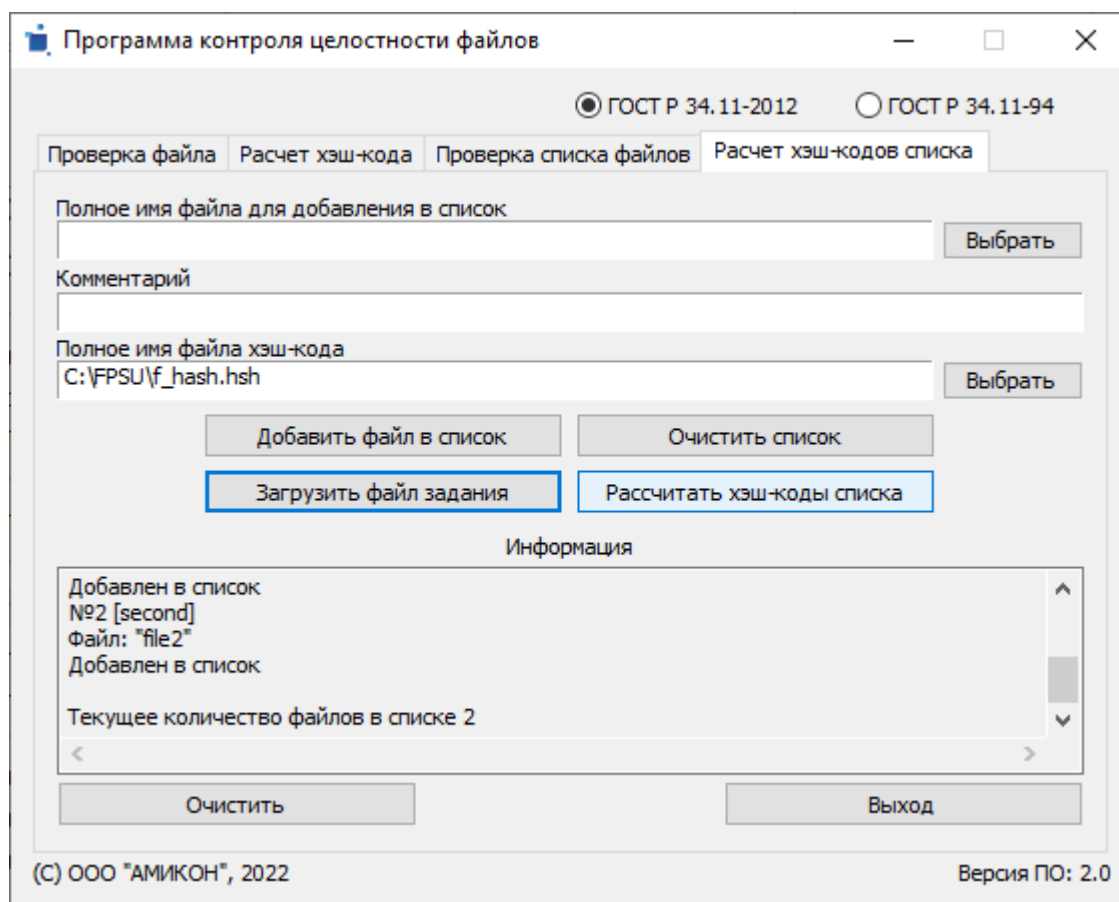 Программа контроля целостности файлов
ГОСТ Р 34.11-2012 ГОСТ Р 34.11-94
Проверка файла Расчет хэш-кода Проверка списка файлов Расчет хэш-кодов списка
Полное имя файла для добавления в список
Выбрать
Комментарий
Полное имя файла хэш-кода
C:\FPSU\f_hash.hsh Выбрать
Добавить файл в список Очистить список
Загрузить файл задания Рассчитать хэш-коды списка
Информация
Добавлен в список
№2 [second]
Файл: "file2"
Добавлен в список
Текущее количество файлов в списке 2
Очистить Выход
(C) ООО "АМИКОН", 2022 Версия ПО: 2.0